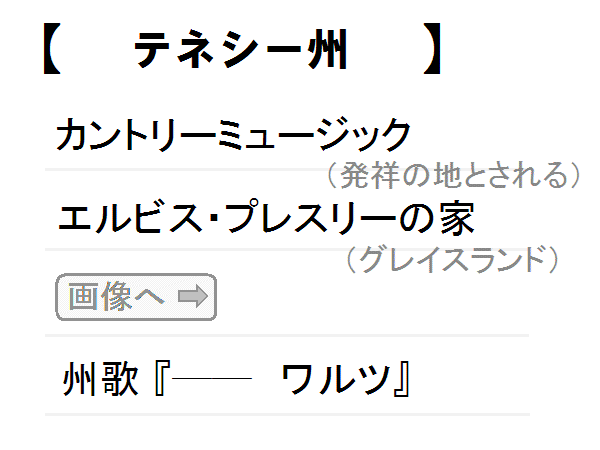 【 テネシー州 】
カントリーミュージック
（発祥の地とされる）
エルビス・プレスリーの家
（グレイスランド）
画像へ ⇨
州歌『── ワルツ』